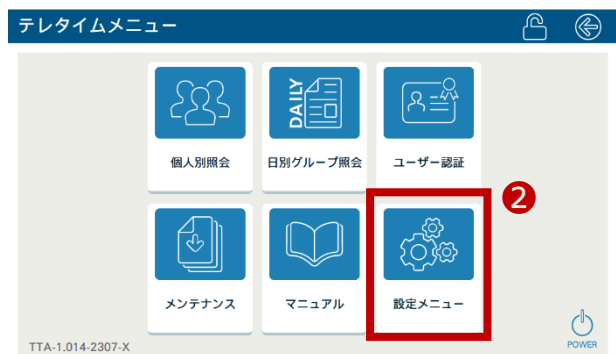 テレタイムメニュー
DAILY
個人別照会
日別グループ照会
ユーザー認証
2
メンテナンス
マニュアル
設定メニュー
TTA-1.014-2307-X
POWER